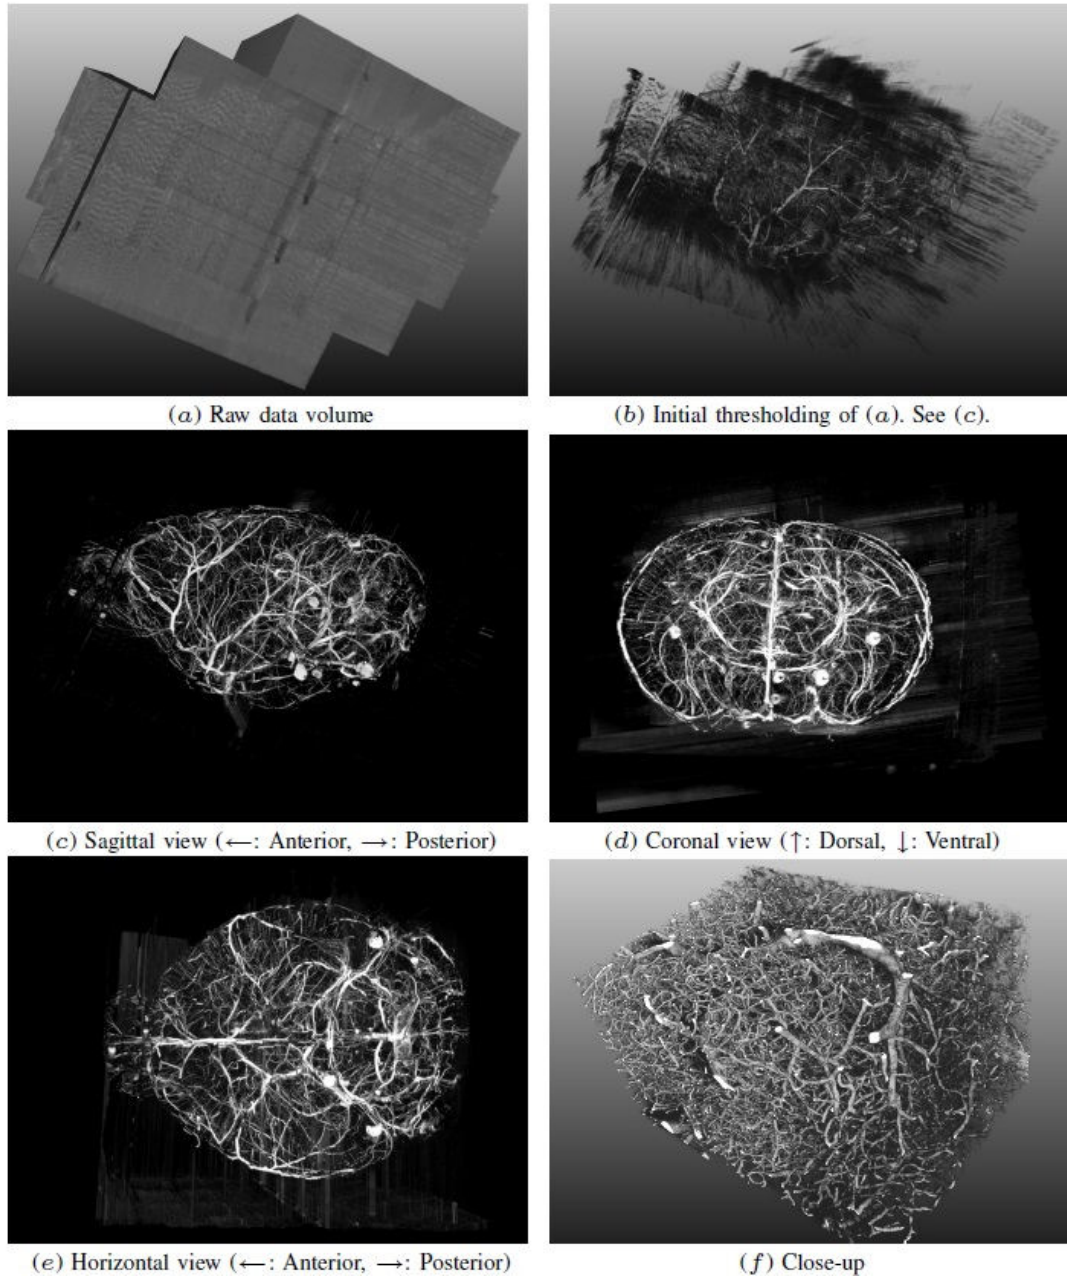 (a) Raw data volume
(b) Initial thresholding of (a). See (c).
(c) Sagittal view (←: Anterior, →: Posterior)
(d) Coronal view (↑: Dorsal, ↓: Ventral)
(e) Horizontal view (←: Anterior, →: Posterior)
(f) Close-up